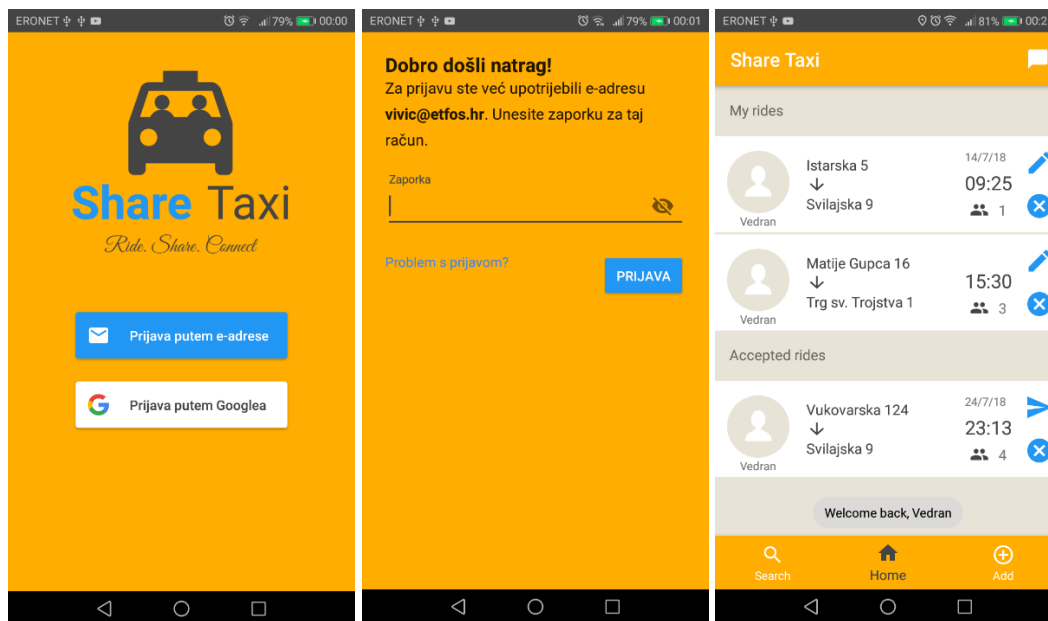 ERONET 79% 00:00
Share Taxi
Ride. Share. Connect
Prijava putem e-adrese
Prijava putem Googlea
ERONET 79% 00:01
Dobro došli natrag!
Za prijavu ste već upotrijebili e-adresu
vivic@etfos.hr. Unesite zaporku za taj
račun.
Zaporka
Problem s prijavom?
PRIJAVA
ERONET 81% 00:2
Share Taxi
My rides
Istarska 5
Svilajska 9
14/7/18
09:25
1
Vedran
Matije Gupca 16
Trg sv. Trojstva 1
15:30
3
Vedran
Accepted rides
Vukovarska 124
Svilajska 9
24/7/18
23:13
4
Vedran
Welcome back, Vedran
Search
Home
Add